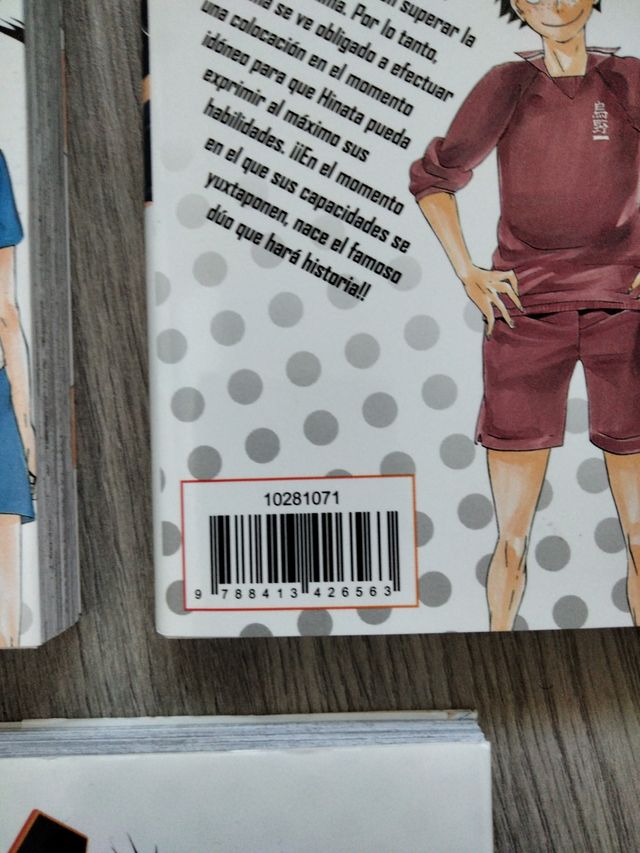 superar la
se ve obligado a efectuar
una colocación en el momento
idóneo para que Hinata pueda
exprimir al máximo sus
habilidades. ¡¡En el momento
en el que sus capacidades se
yuxtaponen, nace el famoso
dúo que hará historia!!
10281071
9 788413 426563